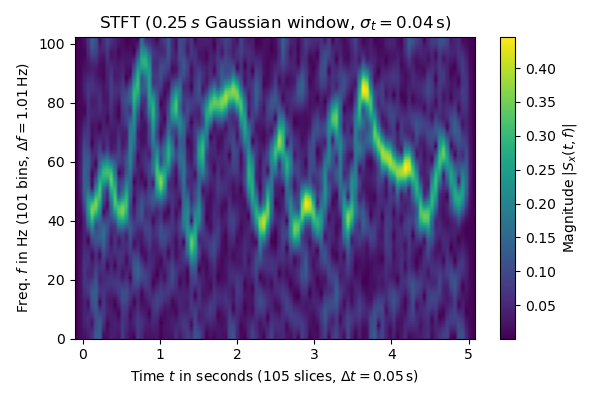 STFT (0.25 s Gaussian window, σₜ = 0.04 s)
100
80
60
40
20
0
Freq. f in Hz (101 bins, Δf = 1.01 Hz)
0 1 2 3 4 5
Time t in seconds (105 slices, Δt = 0.05 s)
0.40
0.35
0.30
0.25
0.20
0.15
0.10
0.05
Magnitude |Sₓ(t, f)|